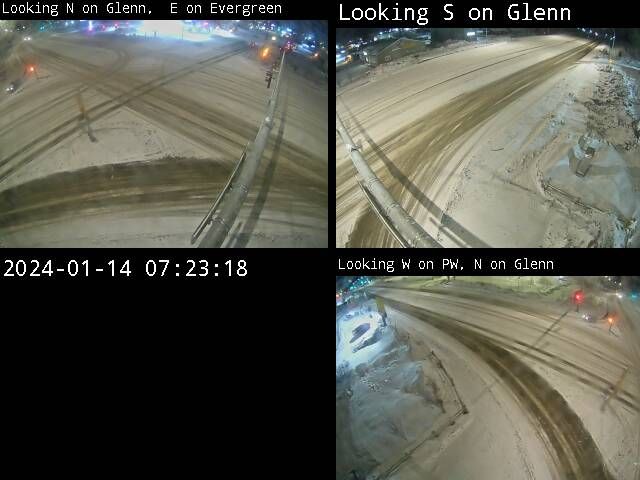 Looking N on Glenn,  E on Evergreen
Looking S on Glenn
2024-01-14 07:23:18
Looking W on PW, N on Glenn